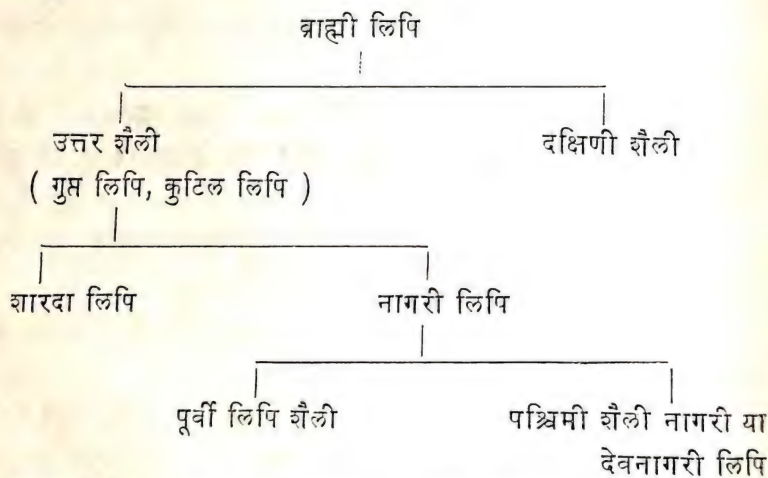 ब्राह्मी लिपि
उत्तर शैली दक्षिणी शैली
( गुप्त लिपि, कुटिल लिपि )
शारदा लिपि नागरी लिपि
पूर्वी लिपि शैली पश्चिमी शैली नागरी या
देवनागरी लिपि